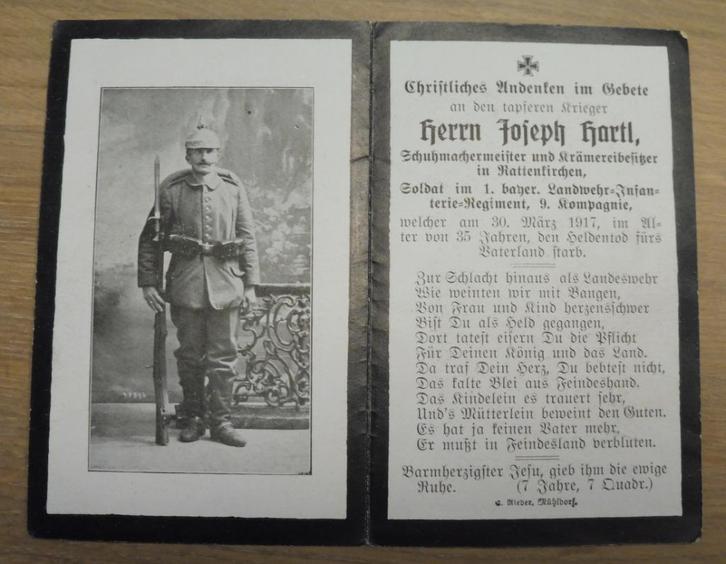 Christliches Andenken im Gebete
an den tapferen Krieger
Herrn Joseph Hartl,
Schuhmachermeister und Krämereibesitzer
in Rattenkirchen,
Soldat im 1. bayer. Landwehr-Infan-
terie-Regiment, 9. Kompagnie,
welcher am 30. März 1917, im Al-
ter von 35 Jahren, den Heldentod fürs
Vaterland starb.
Zur Schlacht hinaus als Landeswehr
Wie weinten wir mit Bangen,
Von Frau und Kind herzensschwer
Bist Du als Held gegangen,
Dort tatest eisern Du die Pflicht
Für Deinen König und das Land.
Da traf Dein Herz, Du bebtest nicht,
Das kalte Blei aus Feindeshand.
Das Kindelein es trauert sehr,
Und's Mütterlein beweint den Guten.
Es hat ja keinen Vater mehr,
Er mußt in Feindesland verbluten.
Barmherzigster Jesu, gieb ihm die ewige
Ruhe. (7 Jahre, 7 Quadr.)
Rieder, Mühldorf.